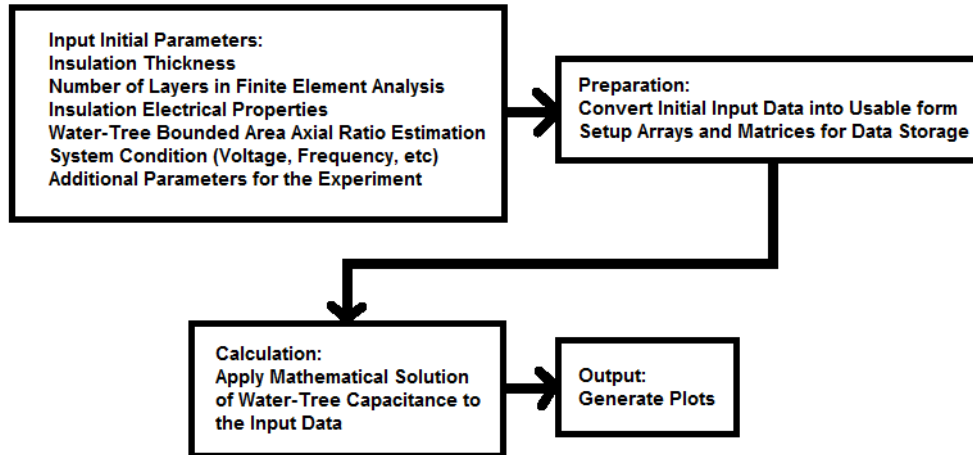 Input Initial Parameters:
Insulation Thickness
Number of Layers in Finite Element Analysis
Insulation Electrical Properties
Water-Tree Bounded Area Axial Ratio Estimation
System Condition (Voltage, Frequency, etc)
Additional Parameters for the Experiment
Preparation:
Convert Initial Input Data into Usable form
Setup Arrays and Matrices for Data Storage
Calculation:
Apply Mathematical Solution
of Water-Tree Capacitance to
the Input Data
Output:
Generate Plots